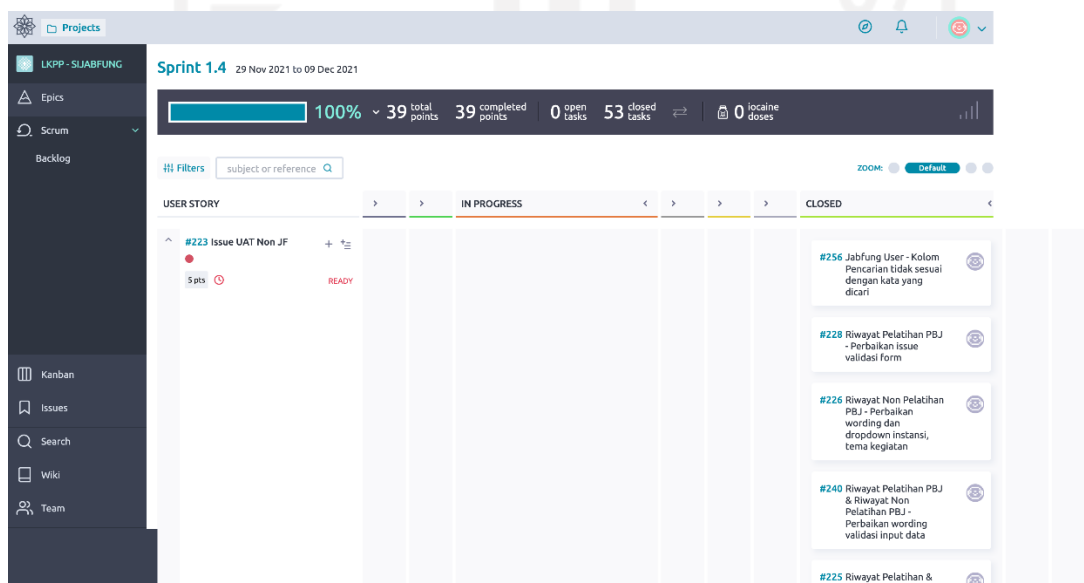 Projects
LKPP - SIJABFUNG
Epics
Scrum
Backlog
Kanban
Issues
Search
Wiki
Team
Sprint 1.4 29 Nov 2021 to 09 Dec 2021
100% 39 total points 39 completed points 0 open tasks 53 closed tasks 0 iocaine doses
Filters subject or reference ZOOM: Default
USER STORY IN PROGRESS CLOSED
#223 Issue UAT Non JF
5 pts READY
#256 Jabfung User - Kolom
Pencarian tidak sesuai
dengan kata yang
dicari
#228 Riwayat Pelatihan PBJ
- Perbaikan issue
validasi form
#226 Riwayat Non Pelatihan
PBJ - Perbaikan
wording dan
dropdown instansi,
tema kegiatan
#240 Riwayat Pelatihan PBJ
& Riwayat Non
Pelatihan PBJ -
Perbaikan wording
validasi input data
#225 Riwayat Pelatihan &